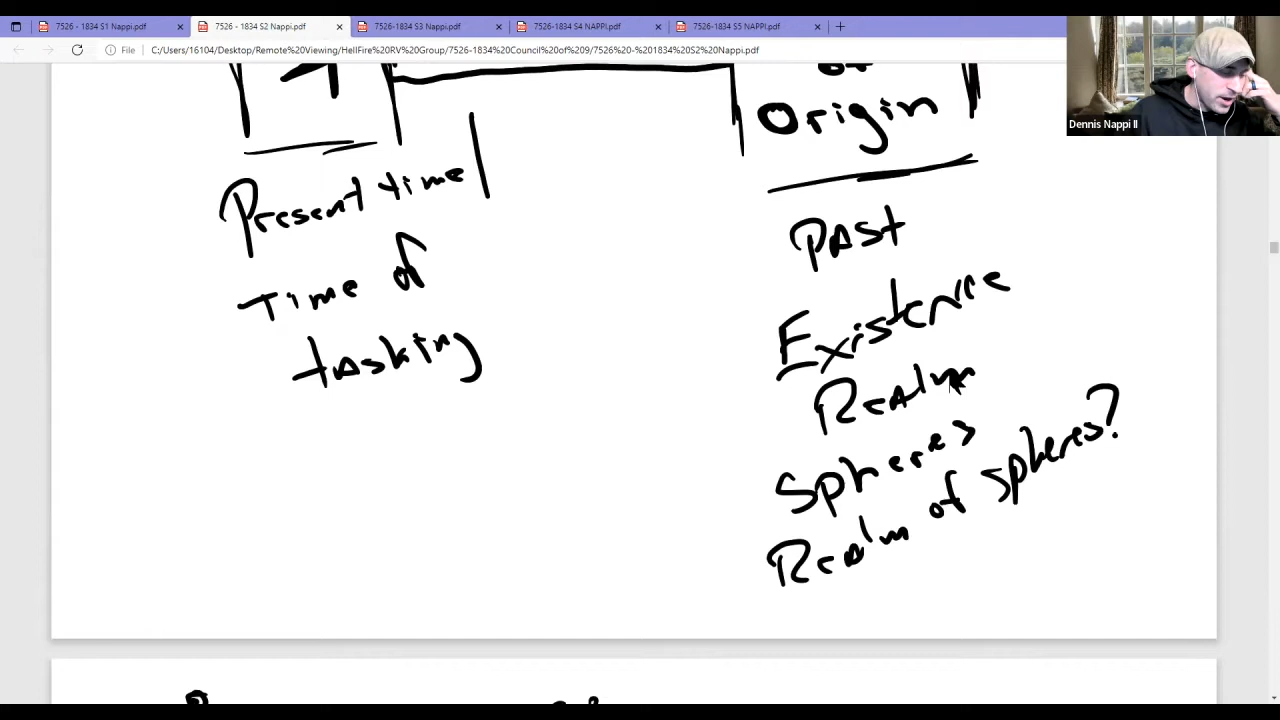 7526 - 1834 S1 Nappi.pdf
7526 - 1834 S2 Nappi.pdf
7526-1834 S3 Nappi.pdf
7526-1834 S4 NAPPI.pdf
7526-1834 S5 NAPPI.pdf
File
C:/Users/16104/Desktop/Remote%20Viewing/HellFire%20RV%20Group/7526-1834%20Council%20of%209/7526%20-%201834%20S2%20Nappi.pdf
Dennis Nappi II
Origin
Present time
Time of
tasking
Past
Existence
Realm
Spheres
Realm of spheres?